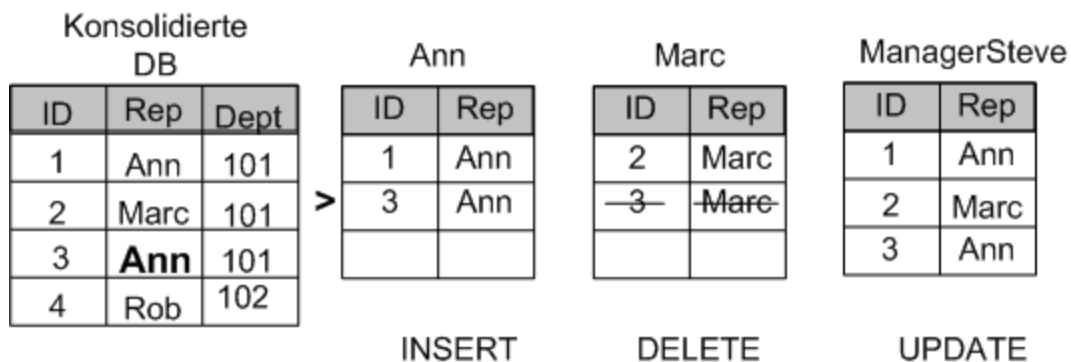 Konsolidierte
DB
ID Rep Dept
1 Ann 101
2 Marc 101
3 Ann 101
4 Rob 102
>
Ann
ID Rep
1 Ann
3 Ann
INSERT
Marc
ID Rep
2 Marc
3 Marc
DELETE
ManagerSteve
ID Rep
1 Ann
2 Marc
3 Ann
UPDATE